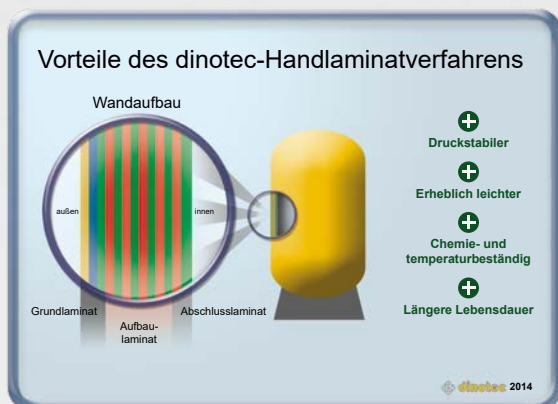 Vorteile des dinotec-Handlaminatverfahrens
Wandaufbau
außen
innen
Grundlaminat
Aufbau-
laminat
Abschlusslaminat
Druckstabiler
Erheblich leichter
Chemie- und
temperaturbeständig
Längere Lebensdauer
dinotec 2014